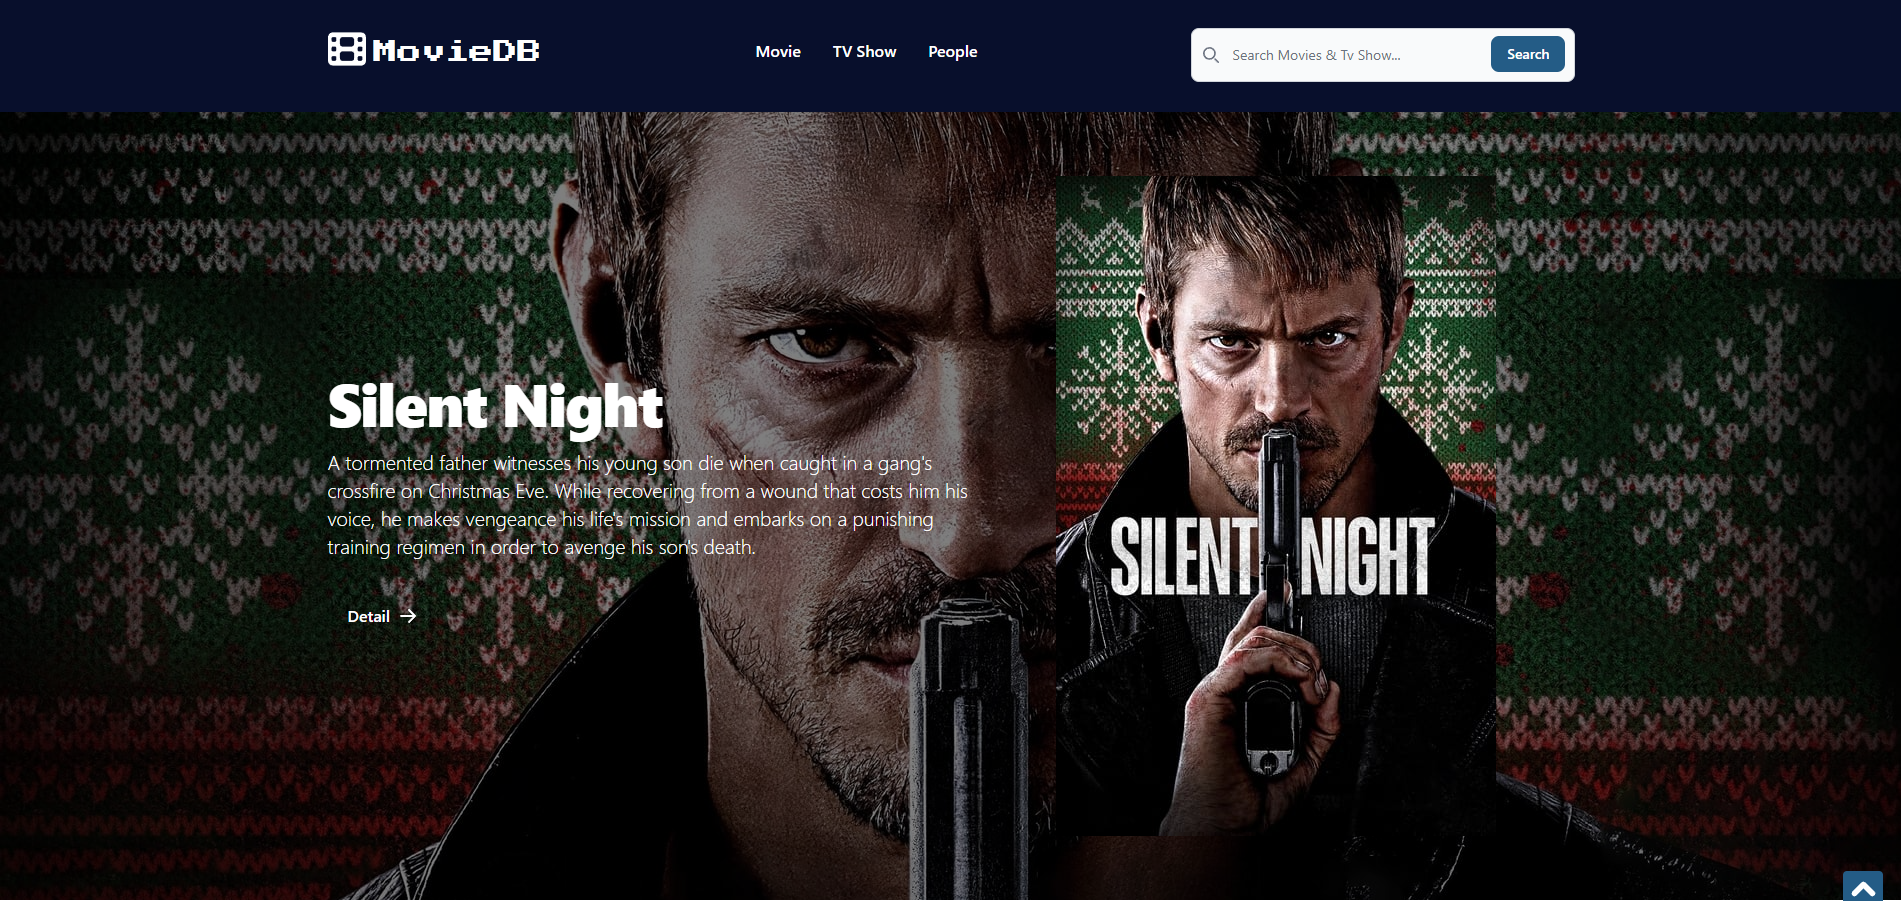 MovieDB
Movie
TV Show
People
Search Movies & Tv Show...
Search
Silent Night
A tormented father witnesses his young son die when caught in a gang's
crossfire on Christmas Eve. While recovering from a wound that costs him his
voice, he makes vengeance his life's mission and embarks on a punishing
training regimen in order to avenge his son's death.
Detail
SILENT NIGHT